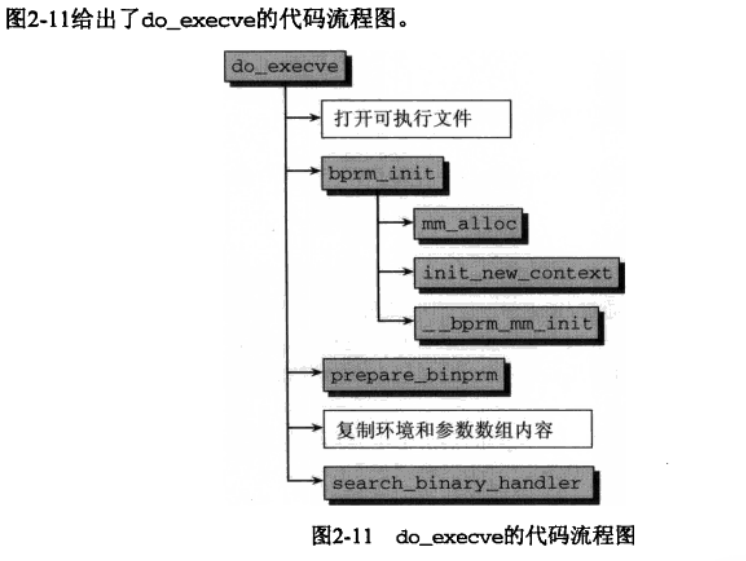 图2-11给出了do_execve的代码流程图。
do_execve
打开可执行文件
bprm_init
mm_alloc
init_new_context
__bprm_mm_init
prepare_binprm
复制环境和参数数组内容
search_binary_handler
图2-11 do_execve的代码流程图